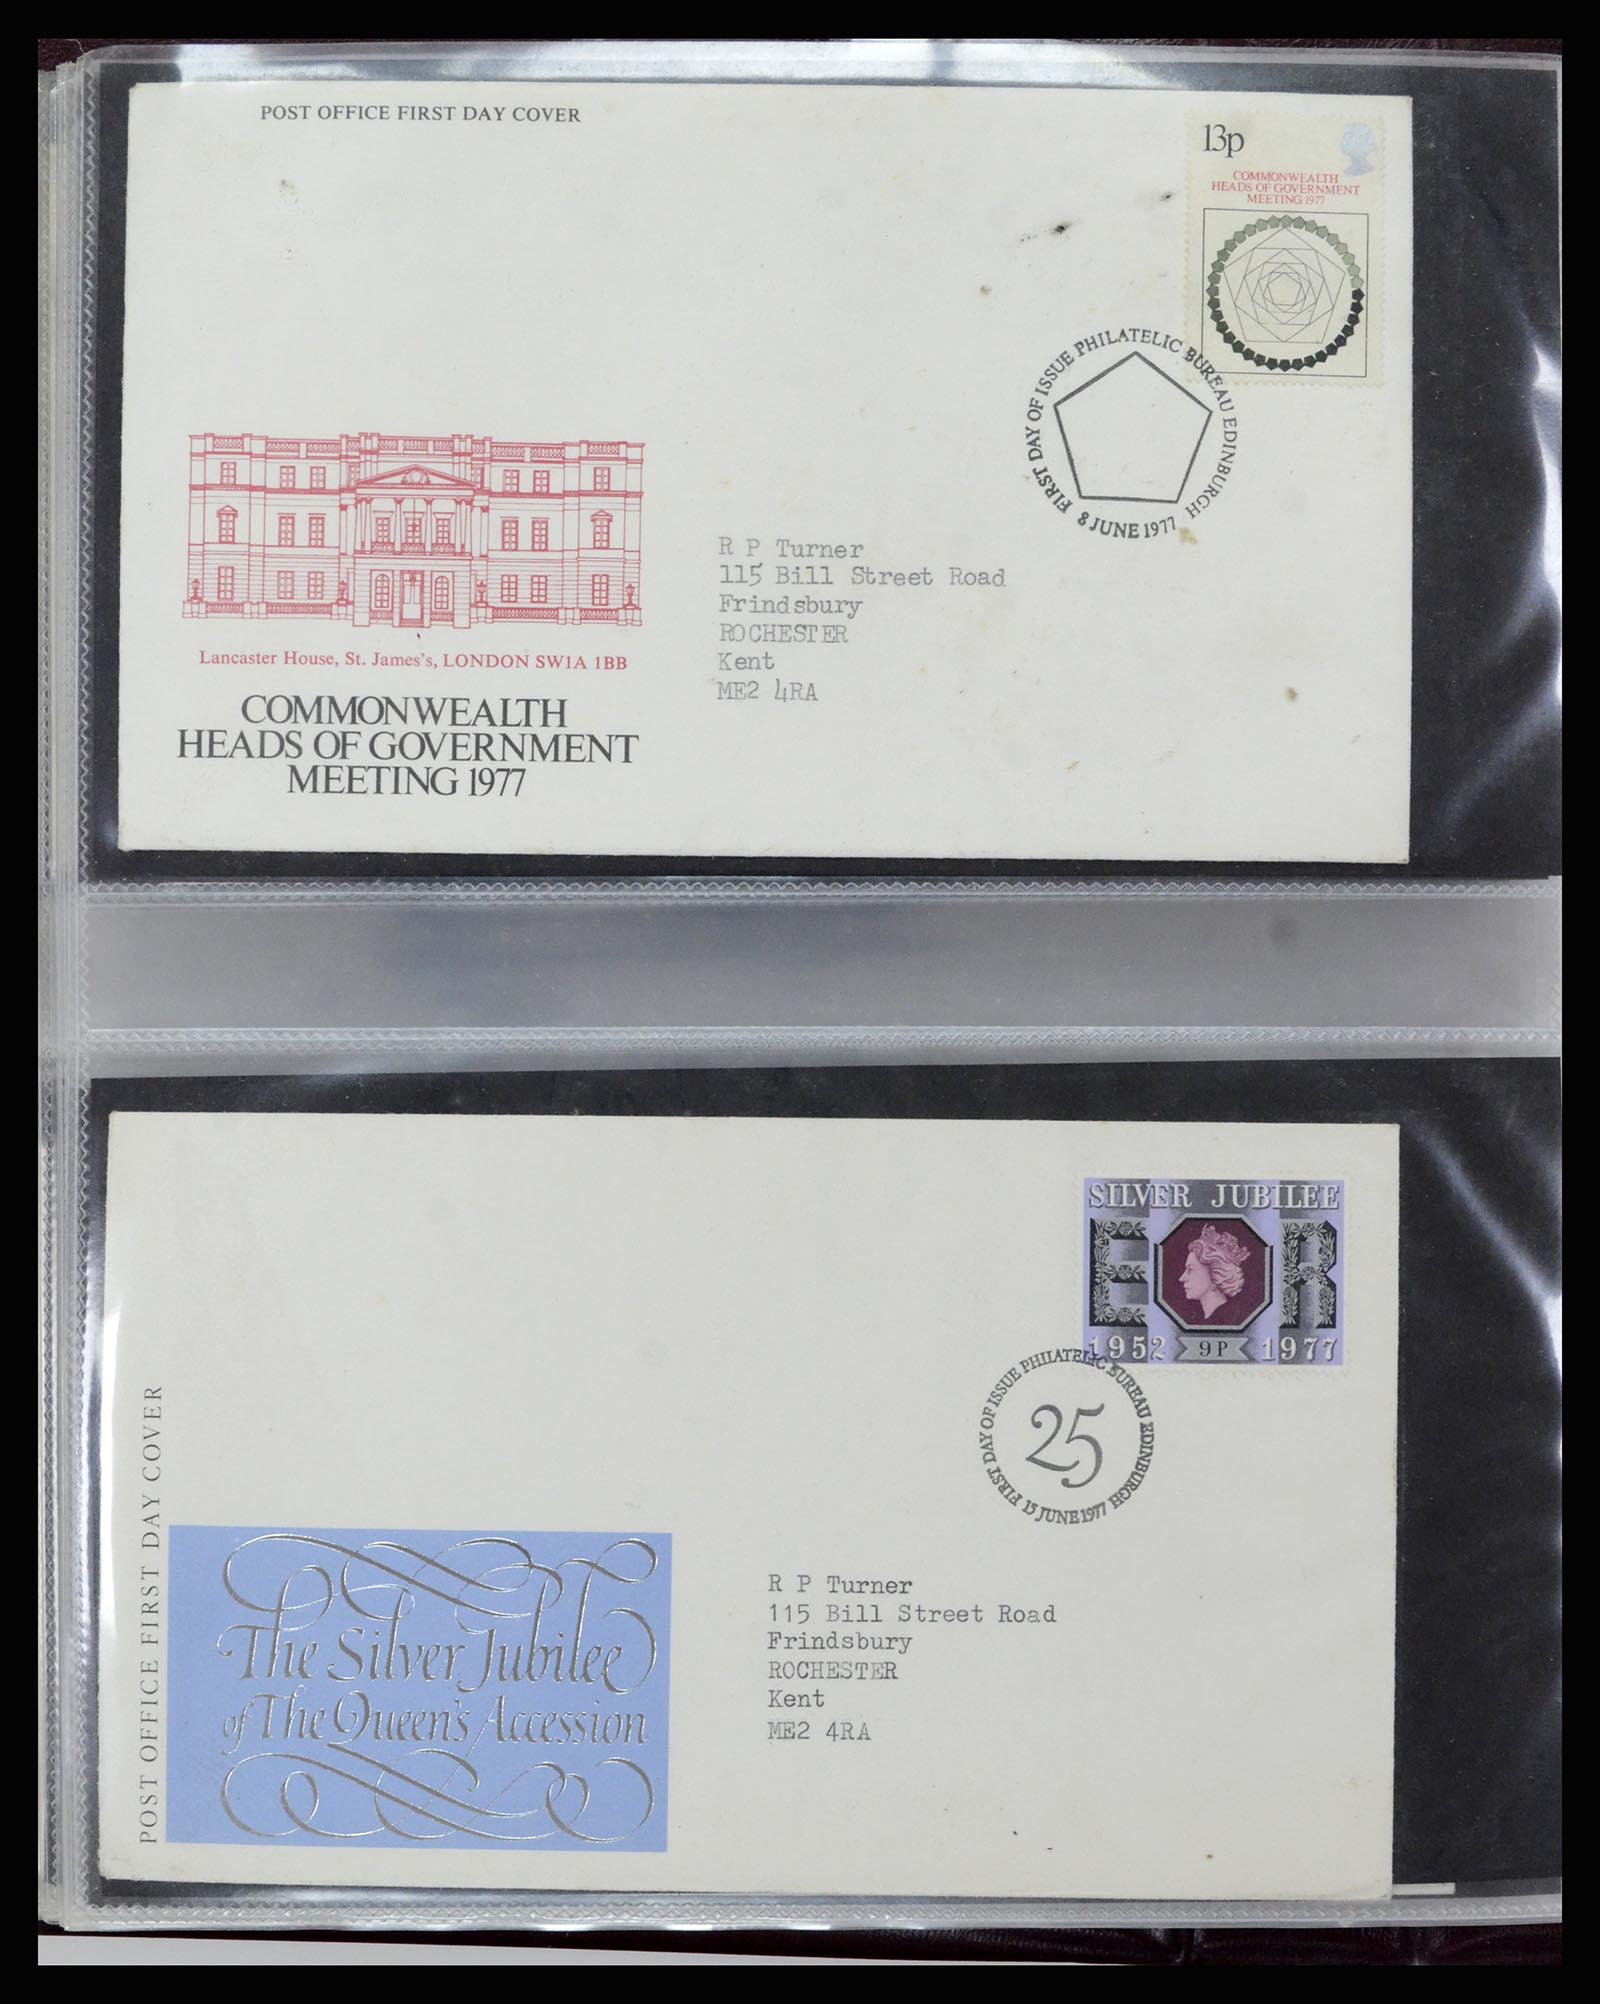 POST OFFICE FIRST DAY COVER
13p
COMMONWEALTH
HEADS OF GOVERNMENT
MEETING 1977
FIRST DAY OF ISSUE PHILATELIC BUREAU EDINBURGH
8 JUNE 1977
R P Turner
115 Bill Street Road
Frindsbury
ROCHESTER
Kent
ME2 4RA
Lancaster House, St. James's, LONDON SW1A 1BB
COMMONWEALTH
HEADS OF GOVERNMENT
MEETING 1977
SILVER JUBILEE
E R
1952 9P 1977
FIRST DAY OF ISSUE PHILATELIC BUREAU EDINBURGH
25
15 JUNE 1977
POST OFFICE FIRST DAY COVER
The Silver Jubilee
of The Queen's Accession
R P Turner
115 Bill Street Road
Frindsbury
ROCHESTER
Kent
ME2 4RA